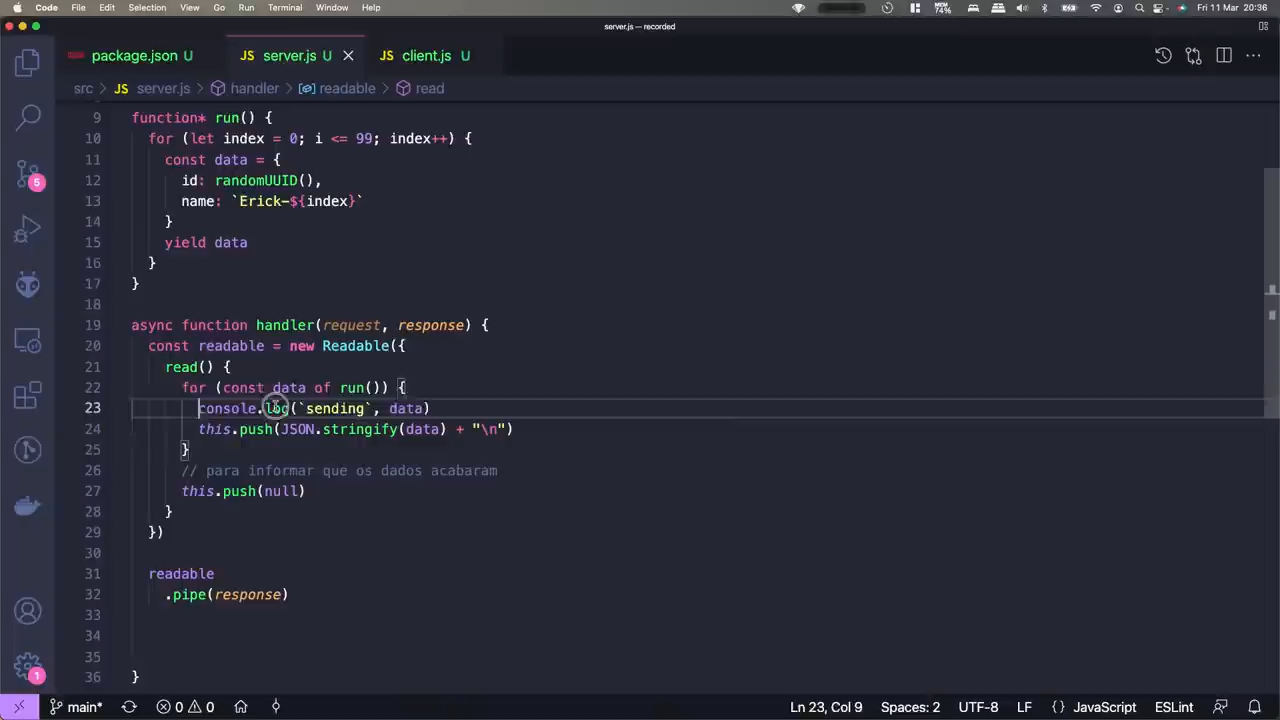 Code File Edit Selection View Go Run Terminal Window Help 74% Fri 11 Mar 20:36
server.js — recorded
package.json U JS server.js U JS client.js U
src JS server.js handler readable read
9 function* run() {
10 for (let index = 0; i <= 99; index++) {
11 const data = {
12 id: randomUUID(),
13 name: `Erick-${index}`
14 }
15 yield data
16 }
17 }
18
19 async function handler(request, response) {
20 const readable = new Readable({
21 read() {
22 for (const data of run()) {
23 console.log(`sending`, data)
24 this.push(JSON.stringify(data) + "\n")
25 }
26 // para informar que os dados acabaram
27 this.push(null)
28 }
29 })
30
31 readable
32 .pipe(response)
33
34
35
36 }
5
1
main* 0 0 Ln 23, Col 9 Spaces: 2 UTF-8 LF {} JavaScript ESLint